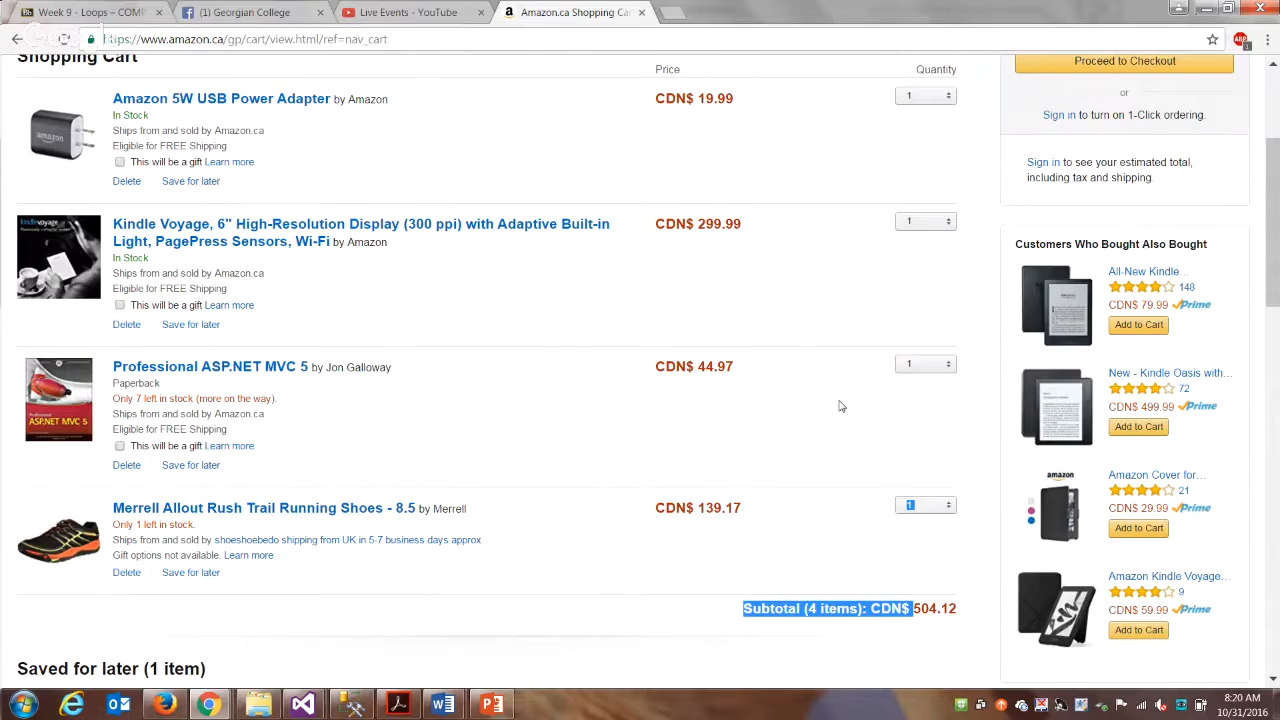 Week 9 - Loops – COMP
(1) Georgian College
Live Events - YouTube
Amazon.ca Shopping Car
https://www.amazon.ca/gp/cart/view.html/ref=nav_cart
ABP
1
Shopping Cart
Price
Quantity
Amazon 5W USB Power Adapter by Amazon
CDN$ 19.99
1
In Stock
Ships from and sold by Amazon.ca
Eligible for FREE Shipping
This will be a gift Learn more
Delete Save for later
amazon
Kindle Voyage, 6" High-Resolution Display (300 ppi) with Adaptive Built-in
Light, PagePress Sensors, Wi-Fi by Amazon
CDN$ 299.99
1
In Stock
Ships from and sold by Amazon.ca
Eligible for FREE Shipping
This will be a gift Learn more
Delete Save for later
kindle voyage
Professional ASP.NET MVC 5 by Jon Galloway
CDN$ 44.97
1
Paperback
Only 7 left in stock (more on the way).
Ships from and sold by Amazon.ca
Eligible for FREE Shipping
This will be a gift Learn more
Delete Save for later
Professional
ASP.NET MVC 5
Merrell Allout Rush Trail Running Shoes - 8.5 by Merrell
CDN$ 139.17
1
Only 1 left in stock.
Ships from and sold by shoeshoebedo shipping from UK in 5-7 business days approx
Gift options not available. Learn more
Delete Save for later
Subtotal (4 items): CDN$ 504.12
Saved for later (1 item)
Proceed to Checkout
or
Sign in to turn on 1-Click ordering.
Sign in to see your estimated total,
including tax and shipping.
Customers Who Bought Also Bought
All-New Kindle...
148
CDN$ 79.99 Prime
Add to Cart
New - Kindle Oasis with...
72
CDN$ 499.99 Prime
Add to Cart
amazon
Amazon Cover for...
21
CDN$ 29.99 Prime
Add to Cart
Amazon Kindle Voyage...
9
CDN$ 59.99 Prime
Add to Cart
8:20 AM
10/31/2016